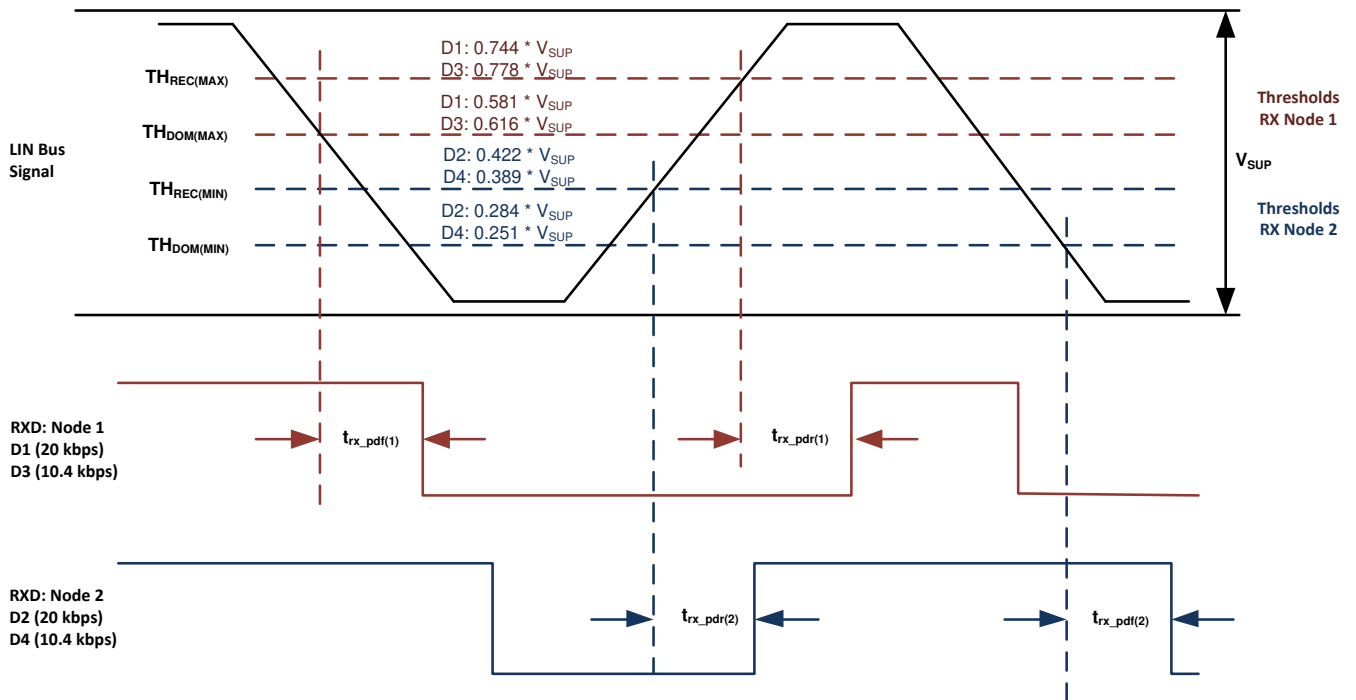 D1: 0.744 * VSUP
THREC(MAX)
D3: 0.778 * VSUP
D1: 0.581 * VSUP
THDOM(MAX)
D3: 0.616 * VSUP
Thresholds
RX Node 1
LIN Bus
Signal
D2: 0.422 * VSUP
THREC(MIN)
D4: 0.389 * VSUP
VSUP
D2: 0.284 * VSUP
THDOM(MIN)
D4: 0.251 * VSUP
Thresholds
RX Node 2
RXD: Node 1
D1 (20 kbps)
D3 (10.4 kbps)
trx_pdf(1)
trx_pdr(1)
RXD: Node 2
D2 (20 kbps)
D4 (10.4 kbps)
trx_pdr(2)
trx_pdf(2)